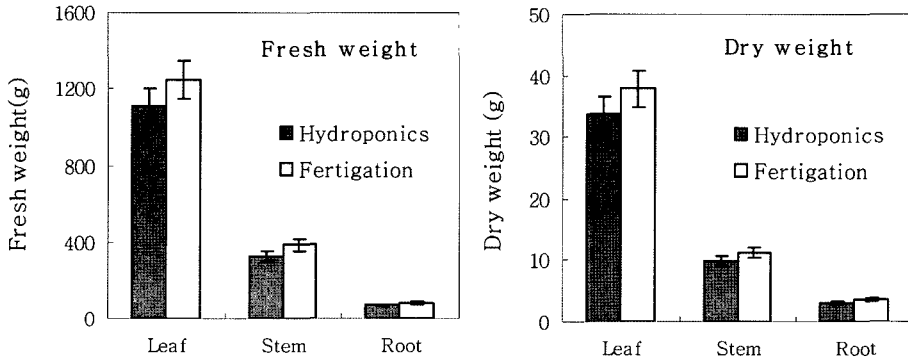 Fresh weight
Fresh weight(g)
1600
1200
800
400
0
Hydroponics
Fertigation
Leaf Stem Root
Dry weight
Dry weight (g)
50
40
30
20
10
0
Hydroponics
Fertigation
Leaf Stem Root